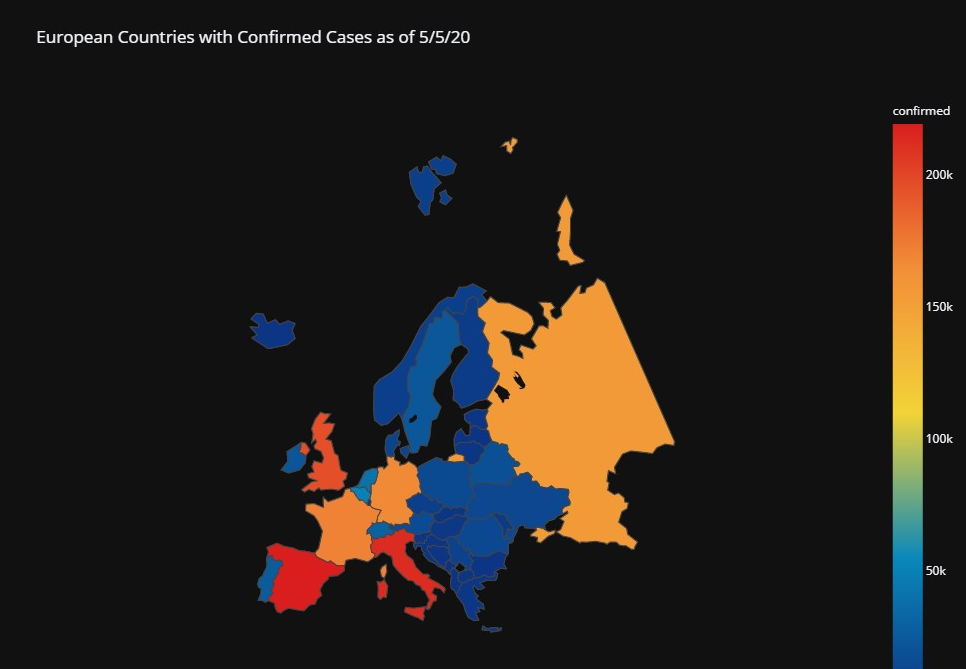 European Countries with Confirmed Cases as of 5/5/20
confirmed
200k
150k
100k
50k